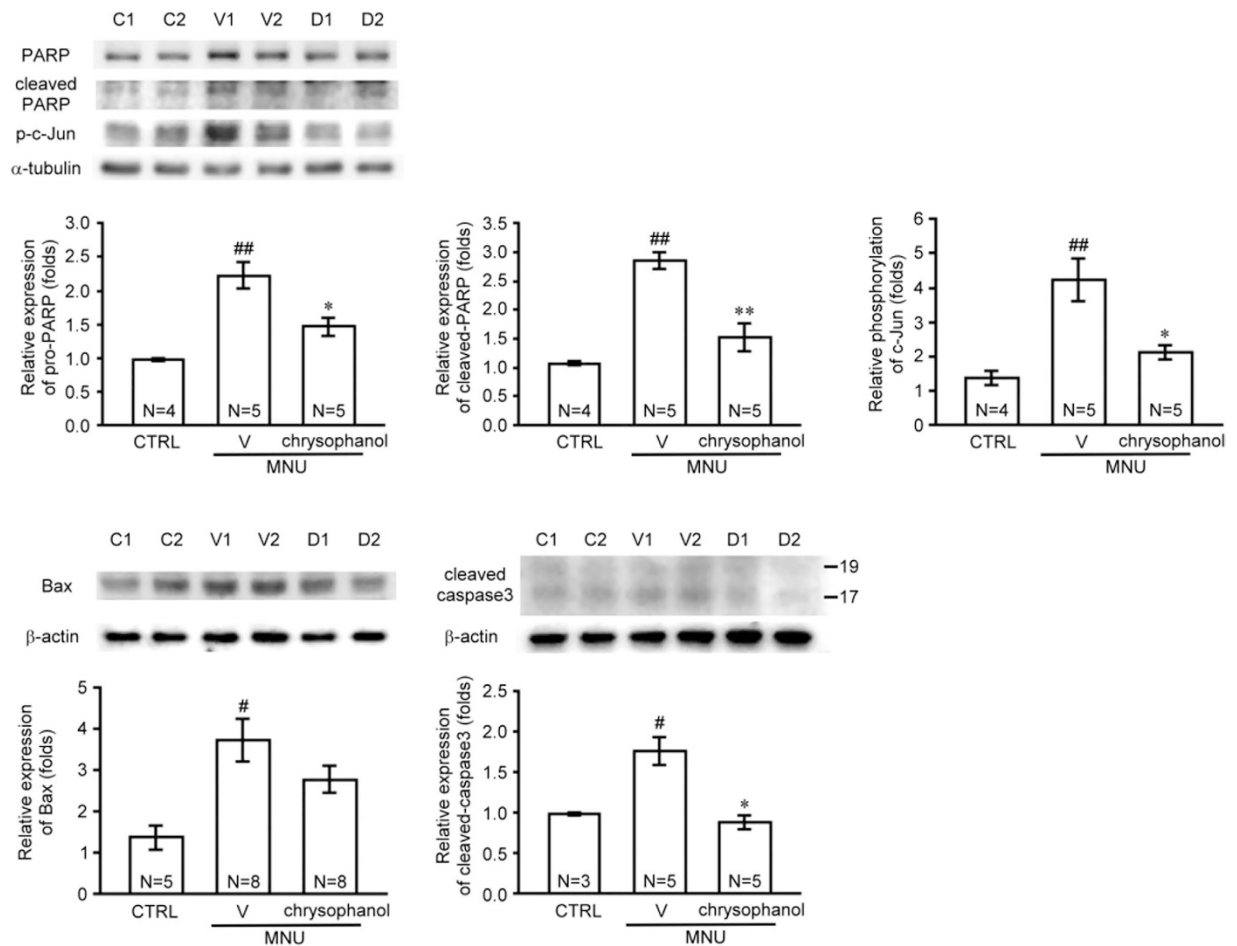 C1 C2 V1 V2 D1 D2
PARP
cleaved
PARP
p-c-Jun
α-tubulin
Relative expression
of pro-PARP (folds)
3.0
2.5
2.0
1.5
1.0
0.5
0.0
##
*
N=4 N=5 N=5
CTRL V chrysophanol
MNU
Relative expression
of cleaved-PARP (folds)
3.5
3.0
2.5
2.0
1.5
1.0
0.5
0.0
##
**
N=4 N=5 N=5
CTRL V chrysophanol
MNU
Relative phosphorylation
of c-Jun (folds)
6
5
4
3
2
1
0
##
*
N=4 N=5 N=5
CTRL V chrysophanol
MNU
C1 C2 V1 V2 D1 D2
Bax
β-actin
Relative expression
of Bax (folds)
5
4
3
2
1
0
#
N=5 N=8 N=8
CTRL V chrysophanol
MNU
C1 C2 V1 V2 D1 D2
cleaved
caspase3
19
17
β-actin
Relative expression
of cleaved-caspase3 (folds)
2.5
2.0
1.5
1.0
0.5
0.0
#
*
N=3 N=5 N=5
CTRL V chrysophanol
MNU